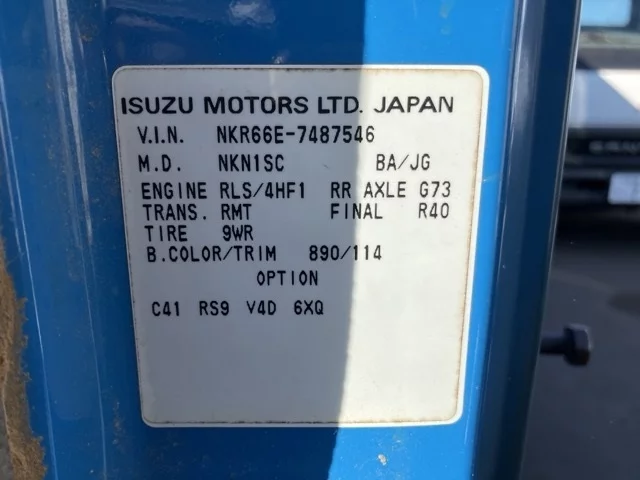 ISUZU MOTORS LTD. JAPAN
V.I.N. NKR66E-7487546
M.D. NKN1SC BA/JG
ENGINE RLS/4HF1 RR AXLE G73
TRANS. RMT FINAL R40
TIRE 9WR
B.COLOR/TRIM 890/114
OPTION
C41 RS9 V4D 6XQ